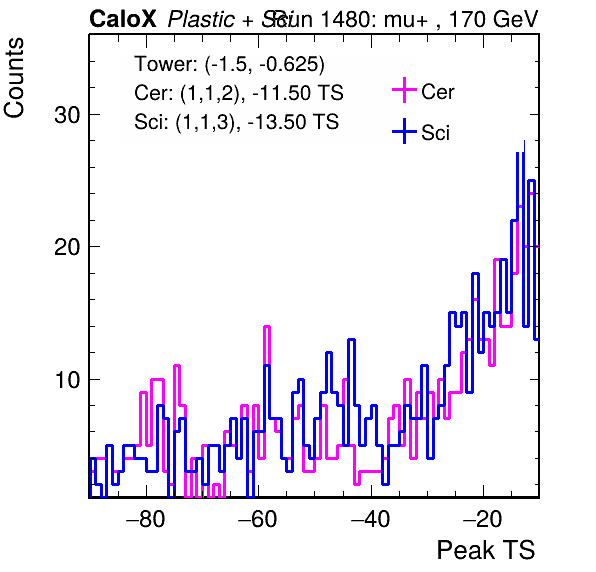 CaloX Plastic + Sci Run 1480: mu+ , 170 GeV
Counts
Tower: (-1.5, -0.625)
Cer: (1,1,2), -11.50 TS
Sci: (1,1,3), -13.50 TS
Cer
Sci
30
20
10
−80 −60 −40 −20
Peak TS